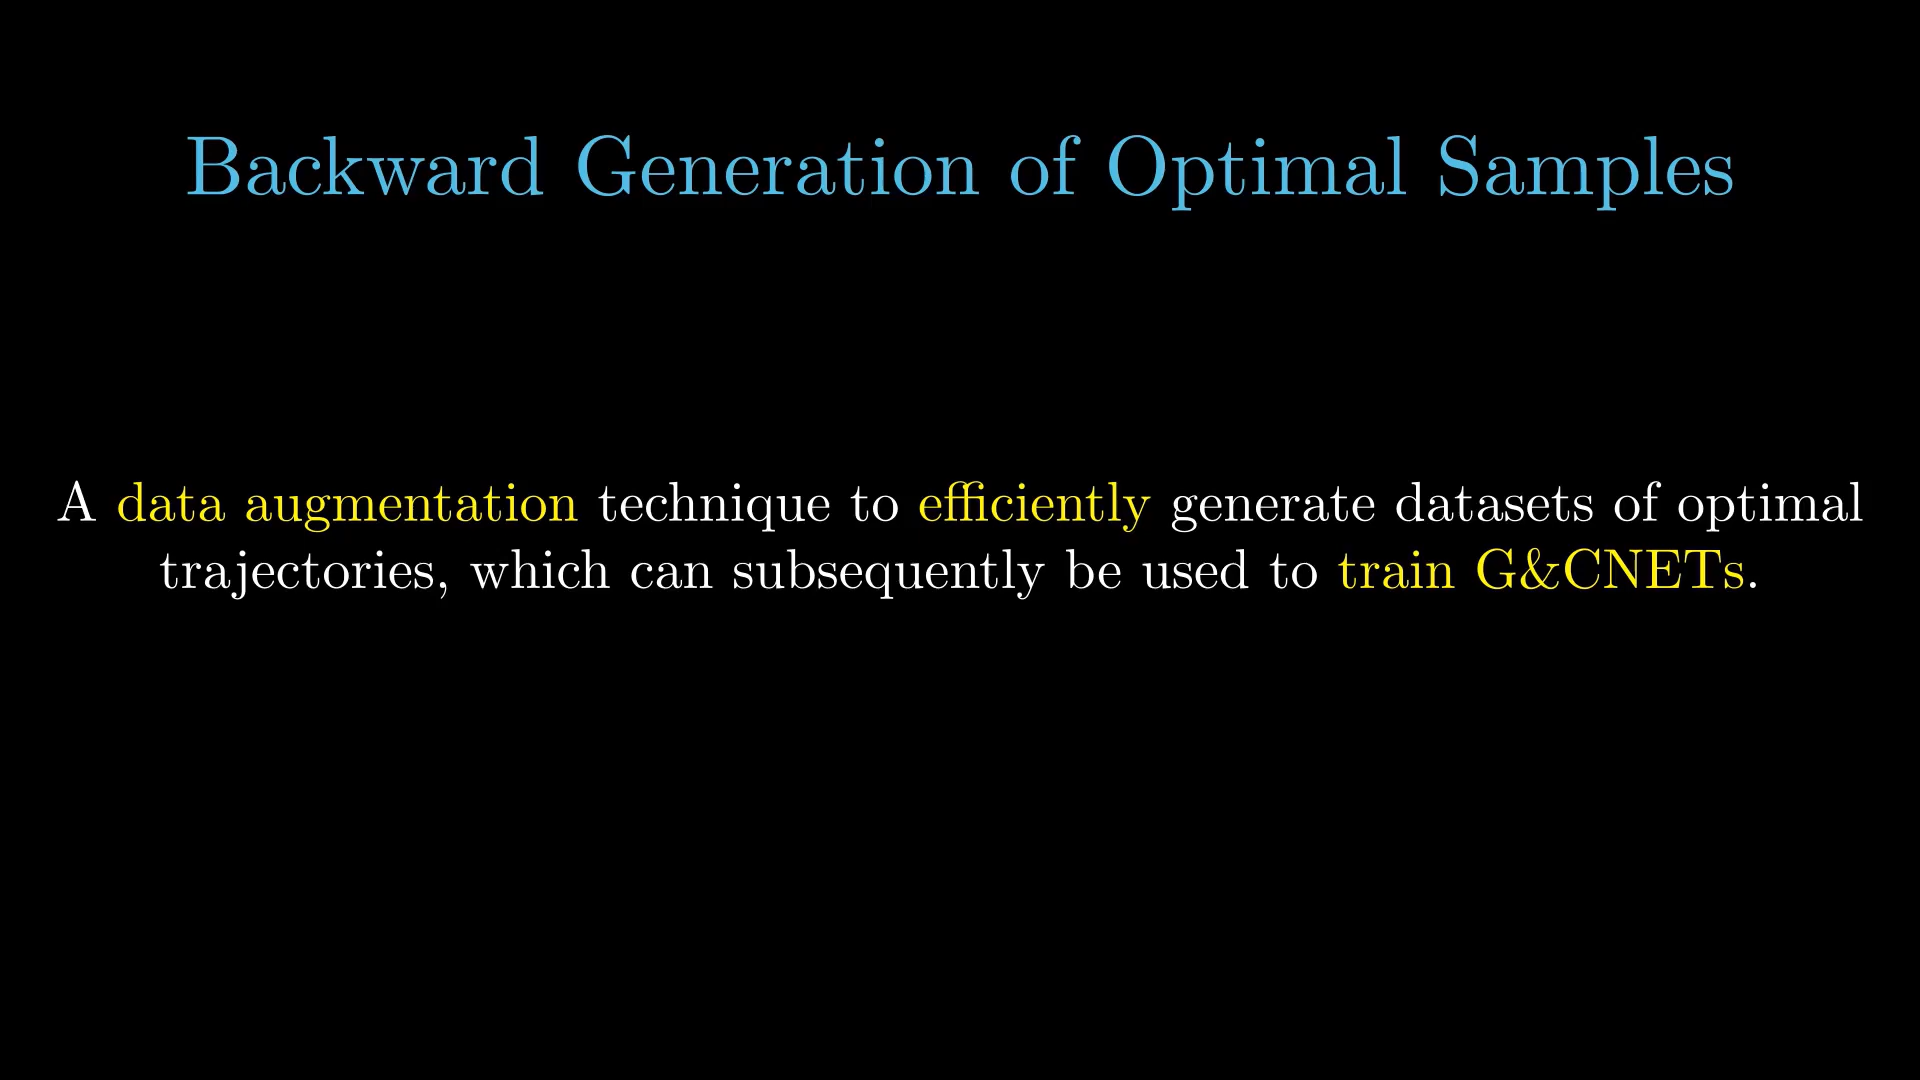 Backward Generation of Optimal Samples
A data augmentation technique to efficiently generate datasets of optimal
trajectories, which can subsequently be used to train G&CNETs.